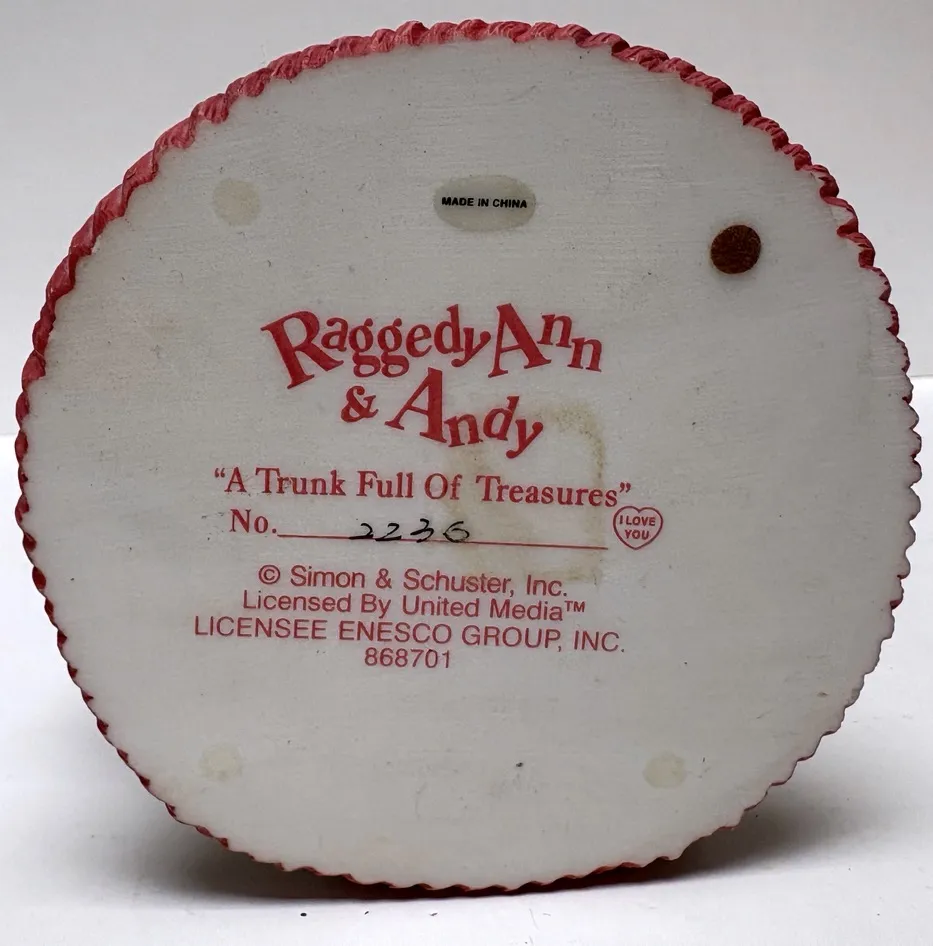 MADE IN CHINA
Raggedy Ann
& Andy
“A Trunk Full Of Treasures”
No. 2236
I LOVE
YOU
© Simon & Schuster, Inc.
Licensed By United Media™
LICENSEE ENESCO GROUP, INC.
868701